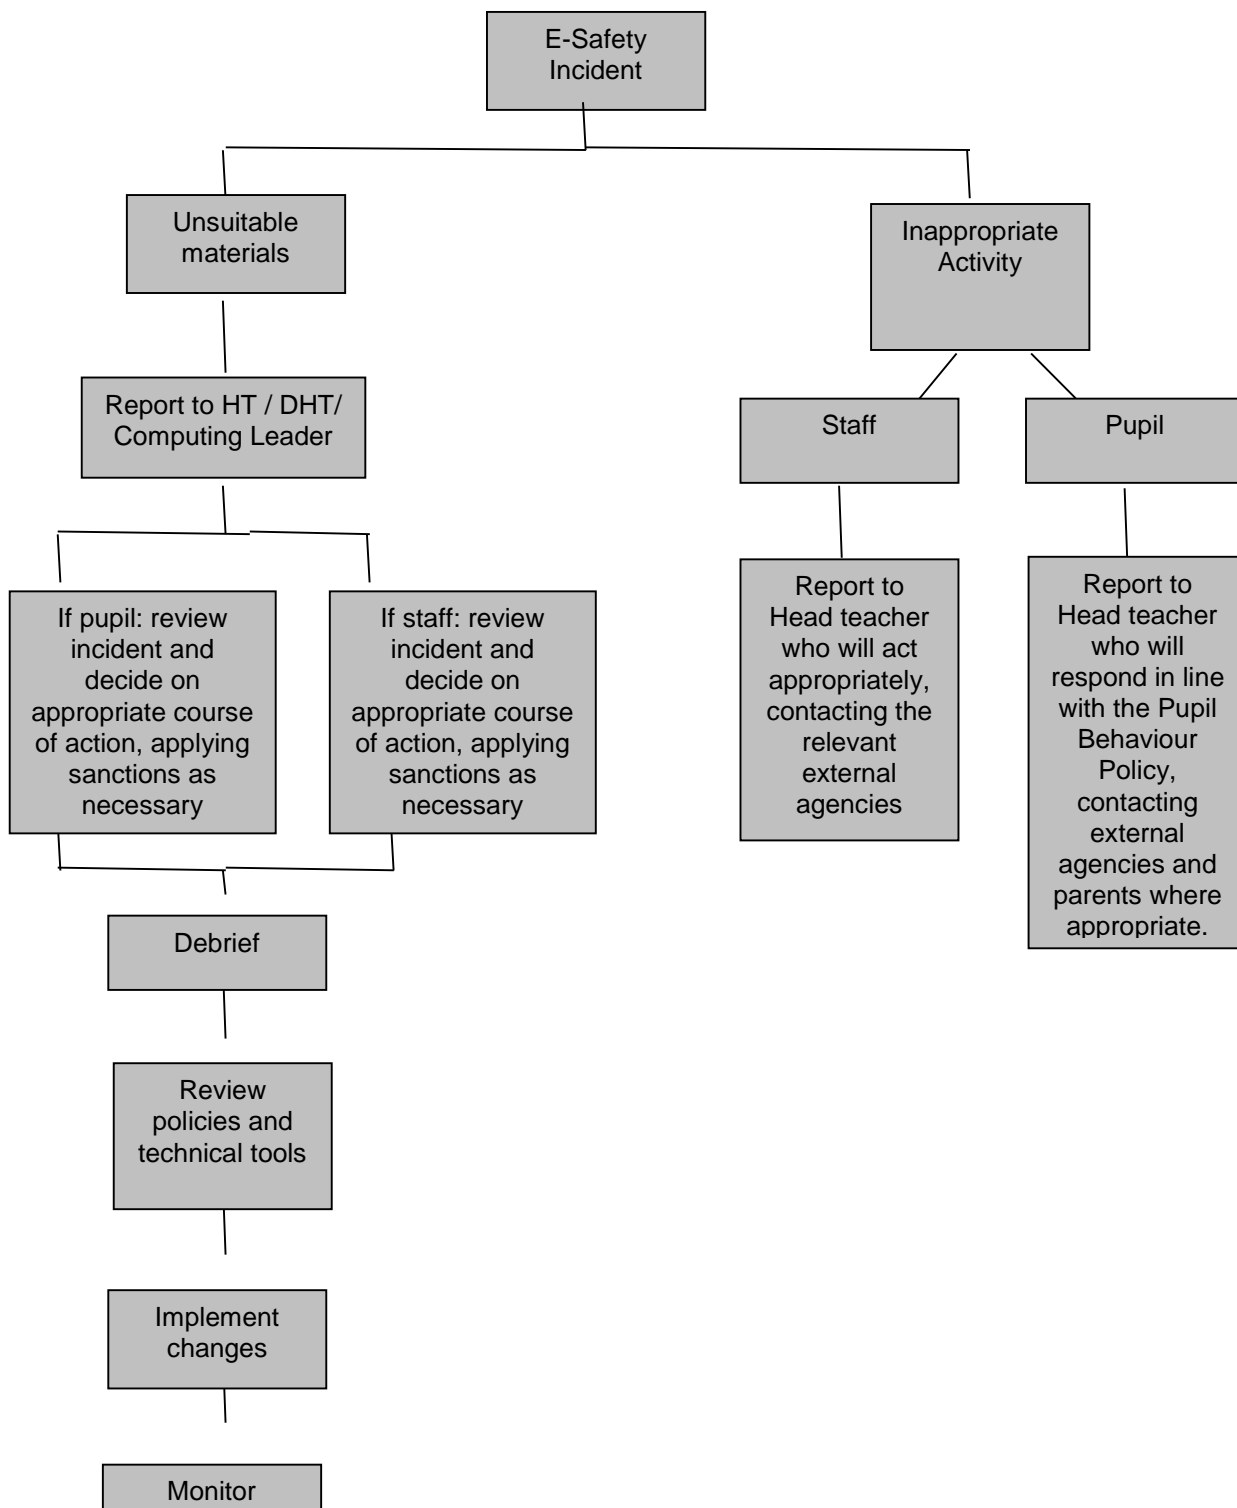 E-Safety
Incident
Unsuitable
materials
Inappropriate
Activity
Report to HT / DHT/
Computing Leader
Staff
Pupil
If pupil: review
incident and
decide on
appropriate course
of action, applying
sanctions as
necessary
If staff: review
incident and
decide on
appropriate course
of action, applying
sanctions as
necessary
Report to
Head teacher
who will act
appropriately,
contacting the
relevant
external
agencies
Report to
Head teacher
who will
respond in line
with the Pupil
Behaviour
Policy,
contacting
external
agencies and
parents where
appropriate.
Debrief
Review
policies and
technical tools
Implement
changes
Monitor